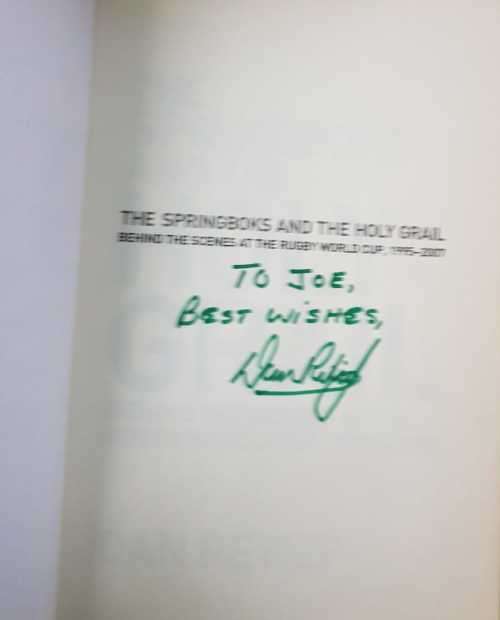 THE SPRINGBOKS AND THE HOLY GRAIL
BEHIND THE SCENES AT THE RUGBY WORLD CUP, 1995–2007
TO JOE,
BEST WISHES,